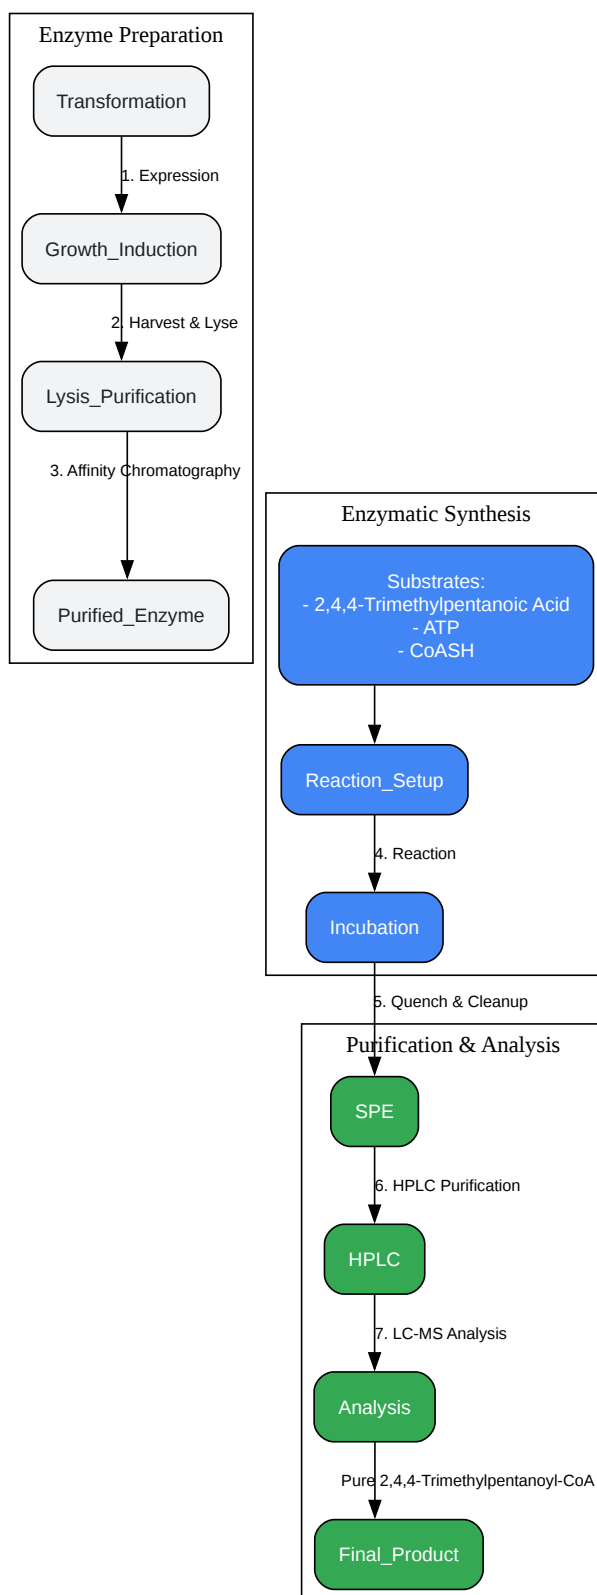 Enzyme Preparation
Transformation
1. Expression
Growth_Induction
2. Harvest & Lyse
Lysis_Purification
3. Affinity Chromatography
Purified_Enzyme
Enzymatic Synthesis
Substrates:
- 2,4,4-Trimethylpentanoic Acid
- ATP
- CoASH
Reaction_Setup
4. Reaction
Incubation
5. Quench & Cleanup
Purification & Analysis
SPE
6. HPLC Purification
HPLC
7. LC-MS Analysis
Analysis
Pure 2,4,4-Trimethylpentanoyl-CoA
Final_Product